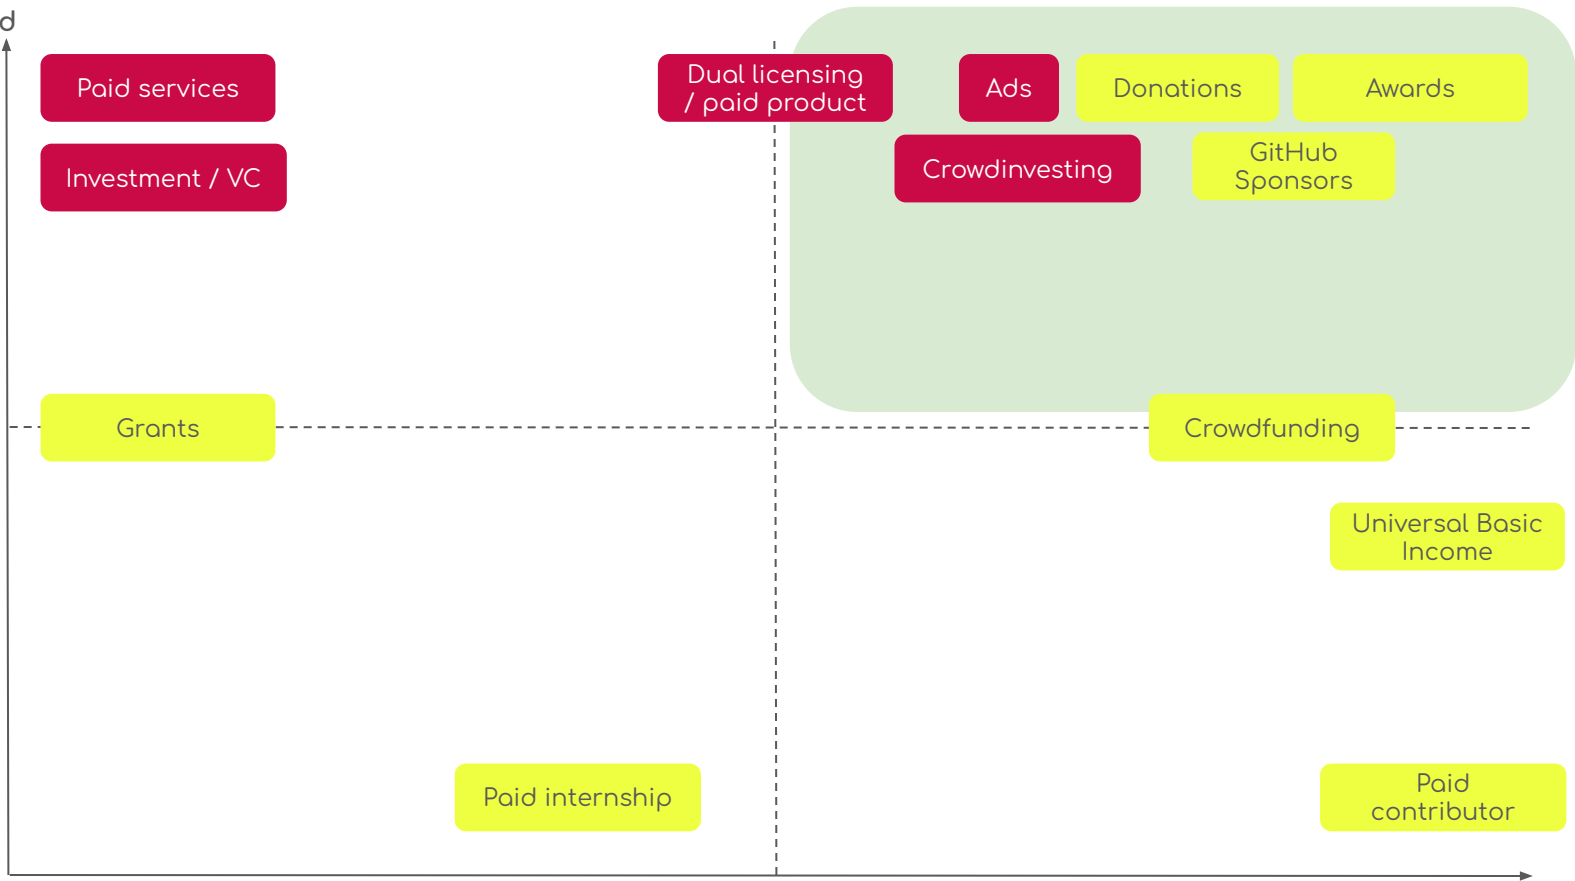 d
Paid services
Dual licensing
/ paid product
Ads
Donations
Awards
Investment / VC
Crowdinvesting
GitHub
Sponsors
Grants
Crowdfunding
Universal Basic
Income
Paid internship
Paid
contributor